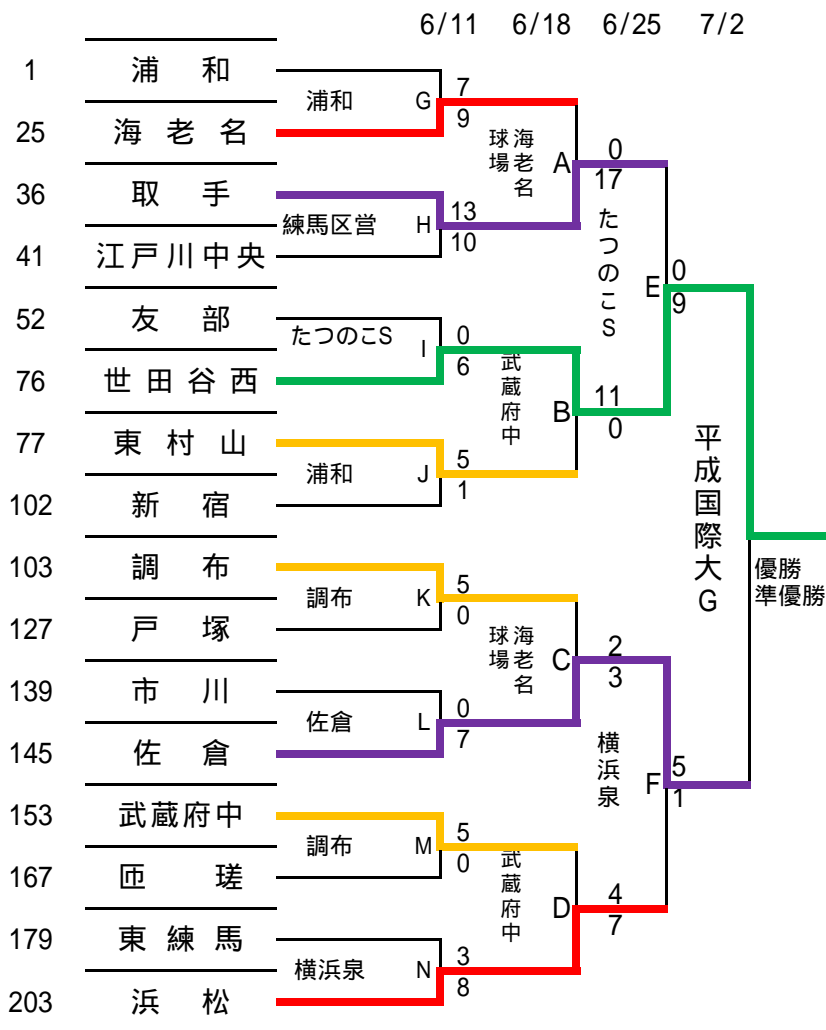 6/11 6/18 6/25 7/2
1 浦和
浦和 G 7
9
25 海老名
海老名球場 A 0
17
36 取手
練馬区営 H 13
10
41 江戸川中央
たつのこS E 0
9
52 友部
たつのこS I 0
6
76 世田谷西
武蔵府中 B 11
0
77 東村山
浦和 J 5
1
102 新宿
平成国際大G
優勝
準優勝
103 調布
調布 K 5
0
127 戸塚
海老名球場 C 2
3
139 市川
佐倉 L 0
7
145 佐倉
横浜泉 F 5
1
153 武蔵府中
調布 M 5
0
167 匝瑳
武蔵府中 D 4
7
179 東練馬
横浜泉 N 3
8
203 浜松